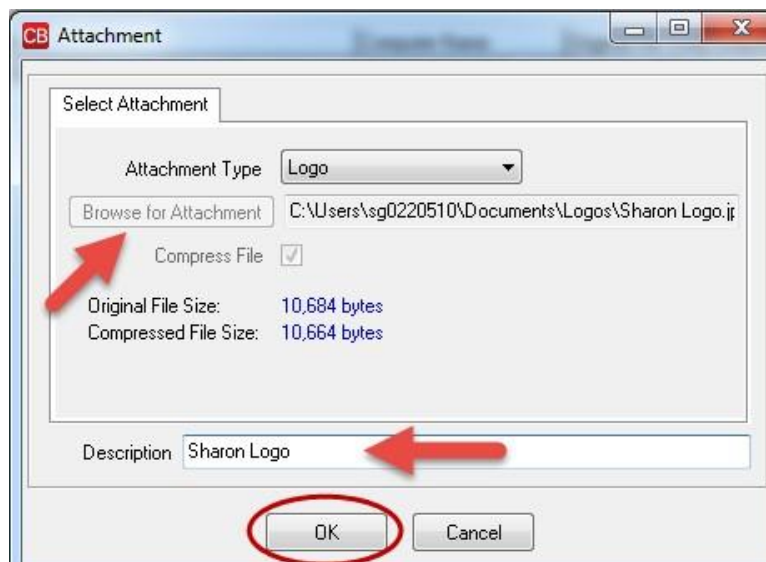 CB Attachment
Select Attachment
Attachment Type Logo
Browse for Attachment C:\Users\sg0220510\Documents\Logos\Sharon Logo.jp
Compress File
Original File Size: 10,684 bytes
Compressed File Size: 10,664 bytes
Description Sharon Logo
OK Cancel